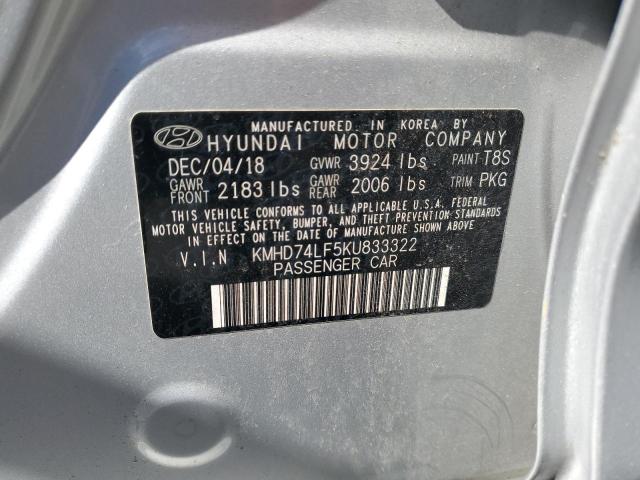 MANUFACTURED IN KOREA BY
HYUNDAI MOTOR COMPANY
DEC/04/18 GVWR 3924 lbs PAINT T8S
GAWR FRONT 2183 lbs GAWR REAR 2006 lbs TRIM PKG
THIS VEHICLE CONFORMS TO ALL APPLICABLE U.S.A. FEDERAL
MOTOR VEHICLE SAFETY, BUMPER, AND THEFT PREVENTION STANDARDS
IN EFFECT ON THE DATE OF MANUFACTURE SHOWN ABOVE.
V.I.N KMHD74LF5KU833322
PASSENGER CAR